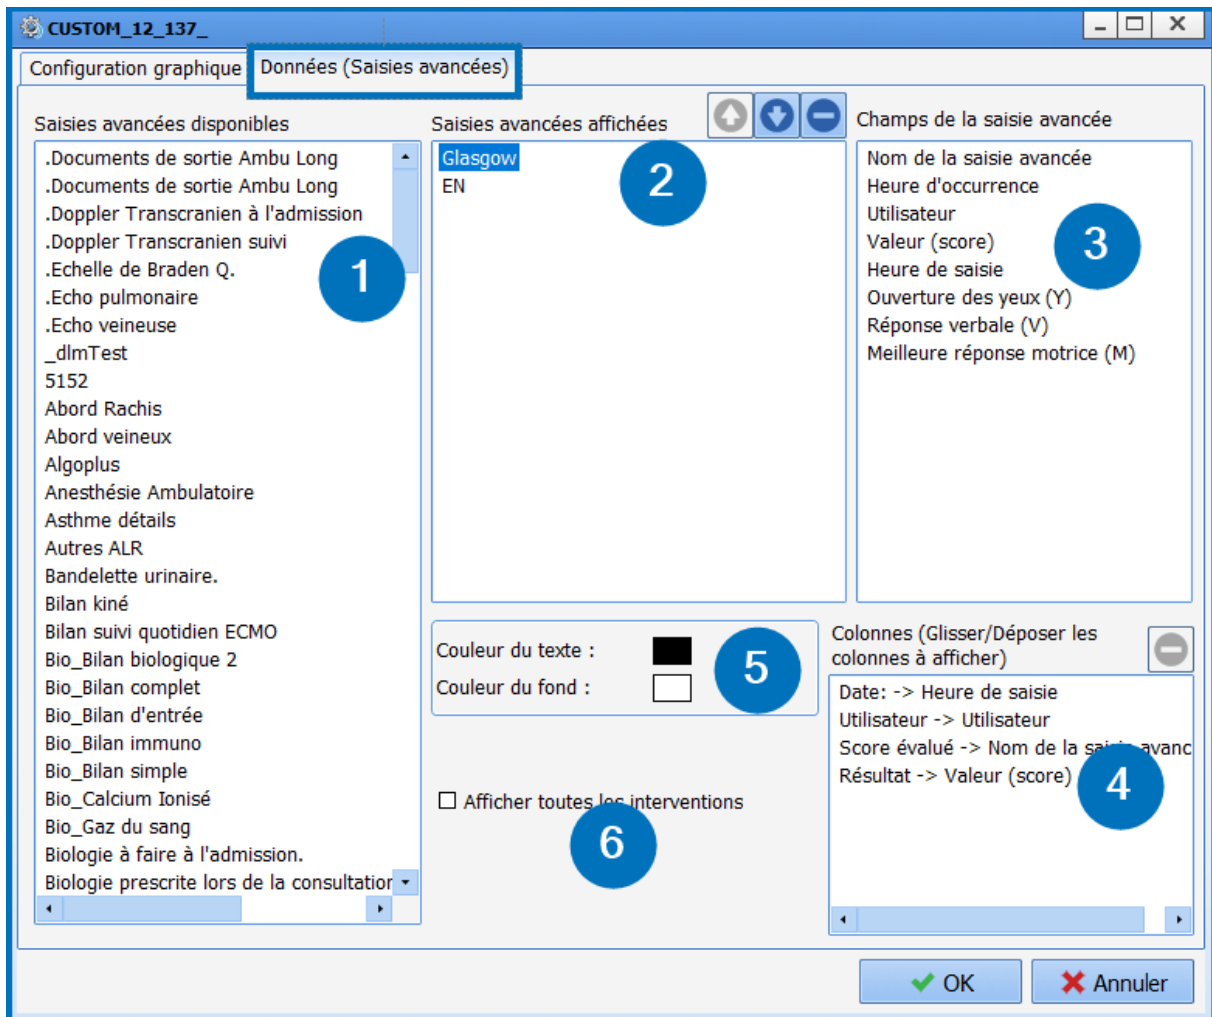 CUSTOM_12_137_
Configuration graphique
Données (Saisies avancées)
Saisies avancées disponibles
.Documents de sortie Ambu Long
.Documents de sortie Ambu Long
.Doppler Transcranien à l'admission
.Doppler Transcranien suivi
.Echelle de Braden Q.
.Echo pulmonaire
.Echo veineuse
_dlmTest
5152
Abord Rachis
Abord veineux
Algoplus
Anesthésie Ambulatoire
Asthme détails
Autres ALR
Bandelette urinaire.
Bilan kiné
Bilan suivi quotidien ECMO
Bio_Bilan biologique 2
Bio_Bilan complet
Bio_Bilan d'entrée
Bio_Bilan immuno
Bio_Bilan simple
Bio_Calcium Ionisé
Bio_Gaz du sang
Biologie à faire à l'admission.
Biologie prescrite lors de la consultation
1
Saisies avancées affichées
Glasgow
EN
2
Champs de la saisie avancée
Nom de la saisie avancée
Heure d'occurrence
Utilisateur
Valeur (score)
Heure de saisie
Ouverture des yeux (Y)
Réponse verbale (V)
Meilleure réponse motrice (M)
3
Couleur du texte :
Couleur du fond :
5
Afficher toutes les interventions
6
Colonnes (Glisser/Déposer les
colonnes à afficher)
Date: -> Heure de saisie
Utilisateur -> Utilisateur
Score évalué -> Nom de la saisie avanc
Résultat -> Valeur (score)
4
OK
Annuler